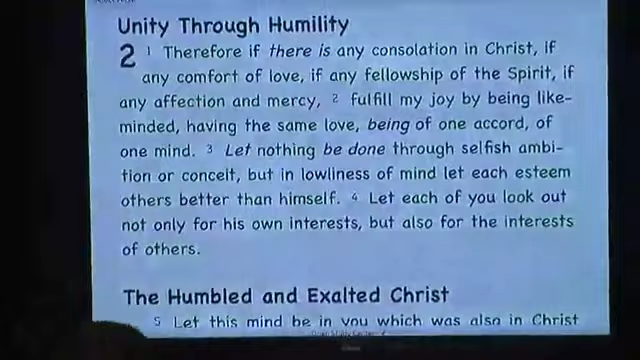 Unity Through Humility
2 1 Therefore if there is any consolation in Christ, if
any comfort of love, if any fellowship of the Spirit, if
any affection and mercy, 2 fulfill my joy by being like-
minded, having the same love, being of one accord, of
one mind. 3 Let nothing be done through selfish ambi-
tion or conceit, but in lowliness of mind let each esteem
others better than himself. 4 Let each of you look out
not only for his own interests, but also for the interests
of others.
The Humbled and Exalted Christ
5 Let this mind be in you which was also in Christ